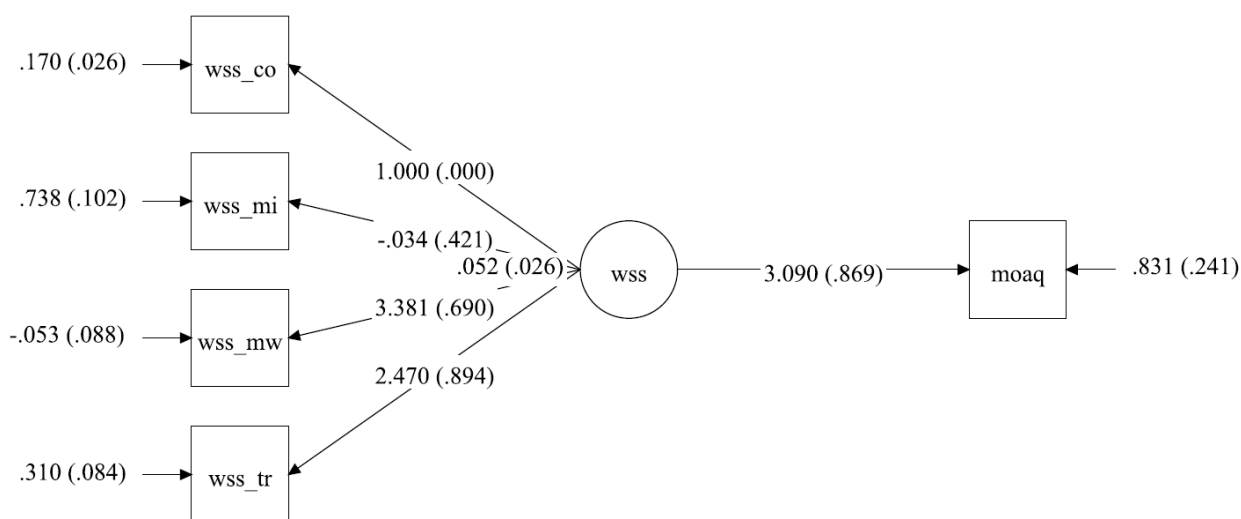 .170 (.026)
wss_co
1.000 (.000)
.738 (.102)
wss_mi
-.034 (.421)
.052 (.026)
wss
3.090 (.869)
moaq
.831 (.241)
-.053 (.088)
wss_mw
3.381 (.690)
2.470 (.894)
.310 (.084)
wss_tr